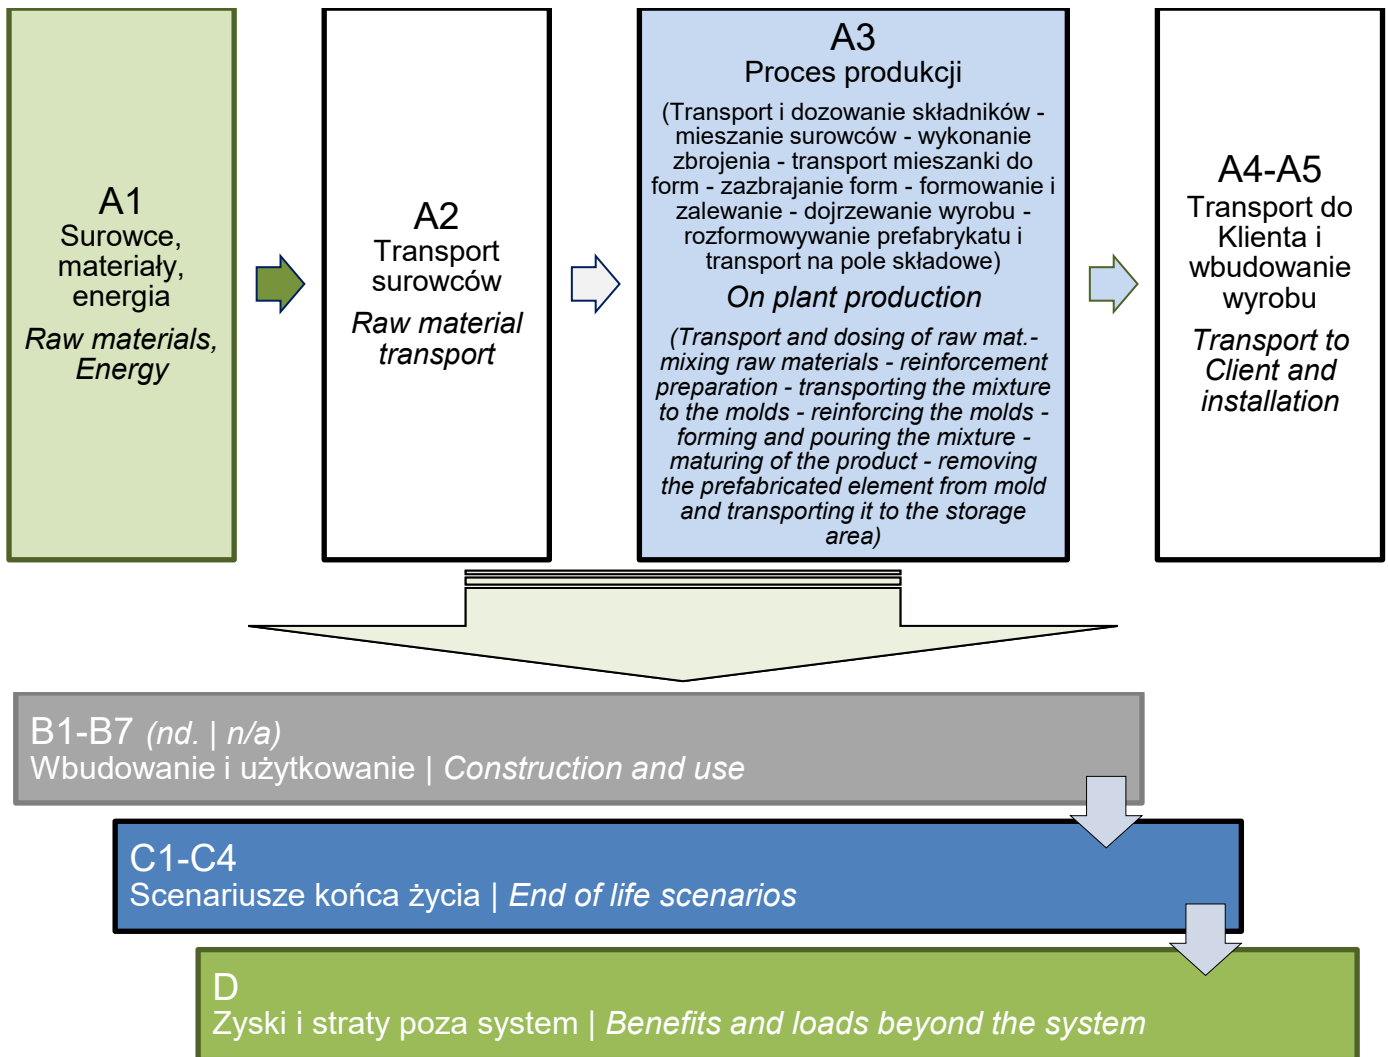 A1
Surowce,
materiały,
energia
Raw materials,
Energy
A2
Transport
surowców
Raw material
transport
A3
Proces produkcji
(Transport i dozowanie składników -
mieszanie surowców - wykonanie
zbrojenia - transport mieszanki do
form - zazbrajanie form - formowanie i
zalewanie - dojrzewanie wyrobu -
rozformowywanie prefabrykatu i
transport na pole składowe)
On plant production
(Transport and dosing of raw mat.-
mixing raw materials - reinforcement
preparation - transporting the mixture
to the molds - reinforcing the molds -
forming and pouring the mixture -
maturing of the product - removing
the prefabricated element from mold
and transporting it to the storage
area)
A4-A5
Transport do
Klienta i
wbudowanie
wyrobu
Transport to
Client and
installation
B1-B7 (nd. | n/a)
Wbudowanie i użytkowanie | Construction and use
C1-C4
Scenariusze końca życia | End of life scenarios
D
Zyski i straty poza system | Benefits and loads beyond the system